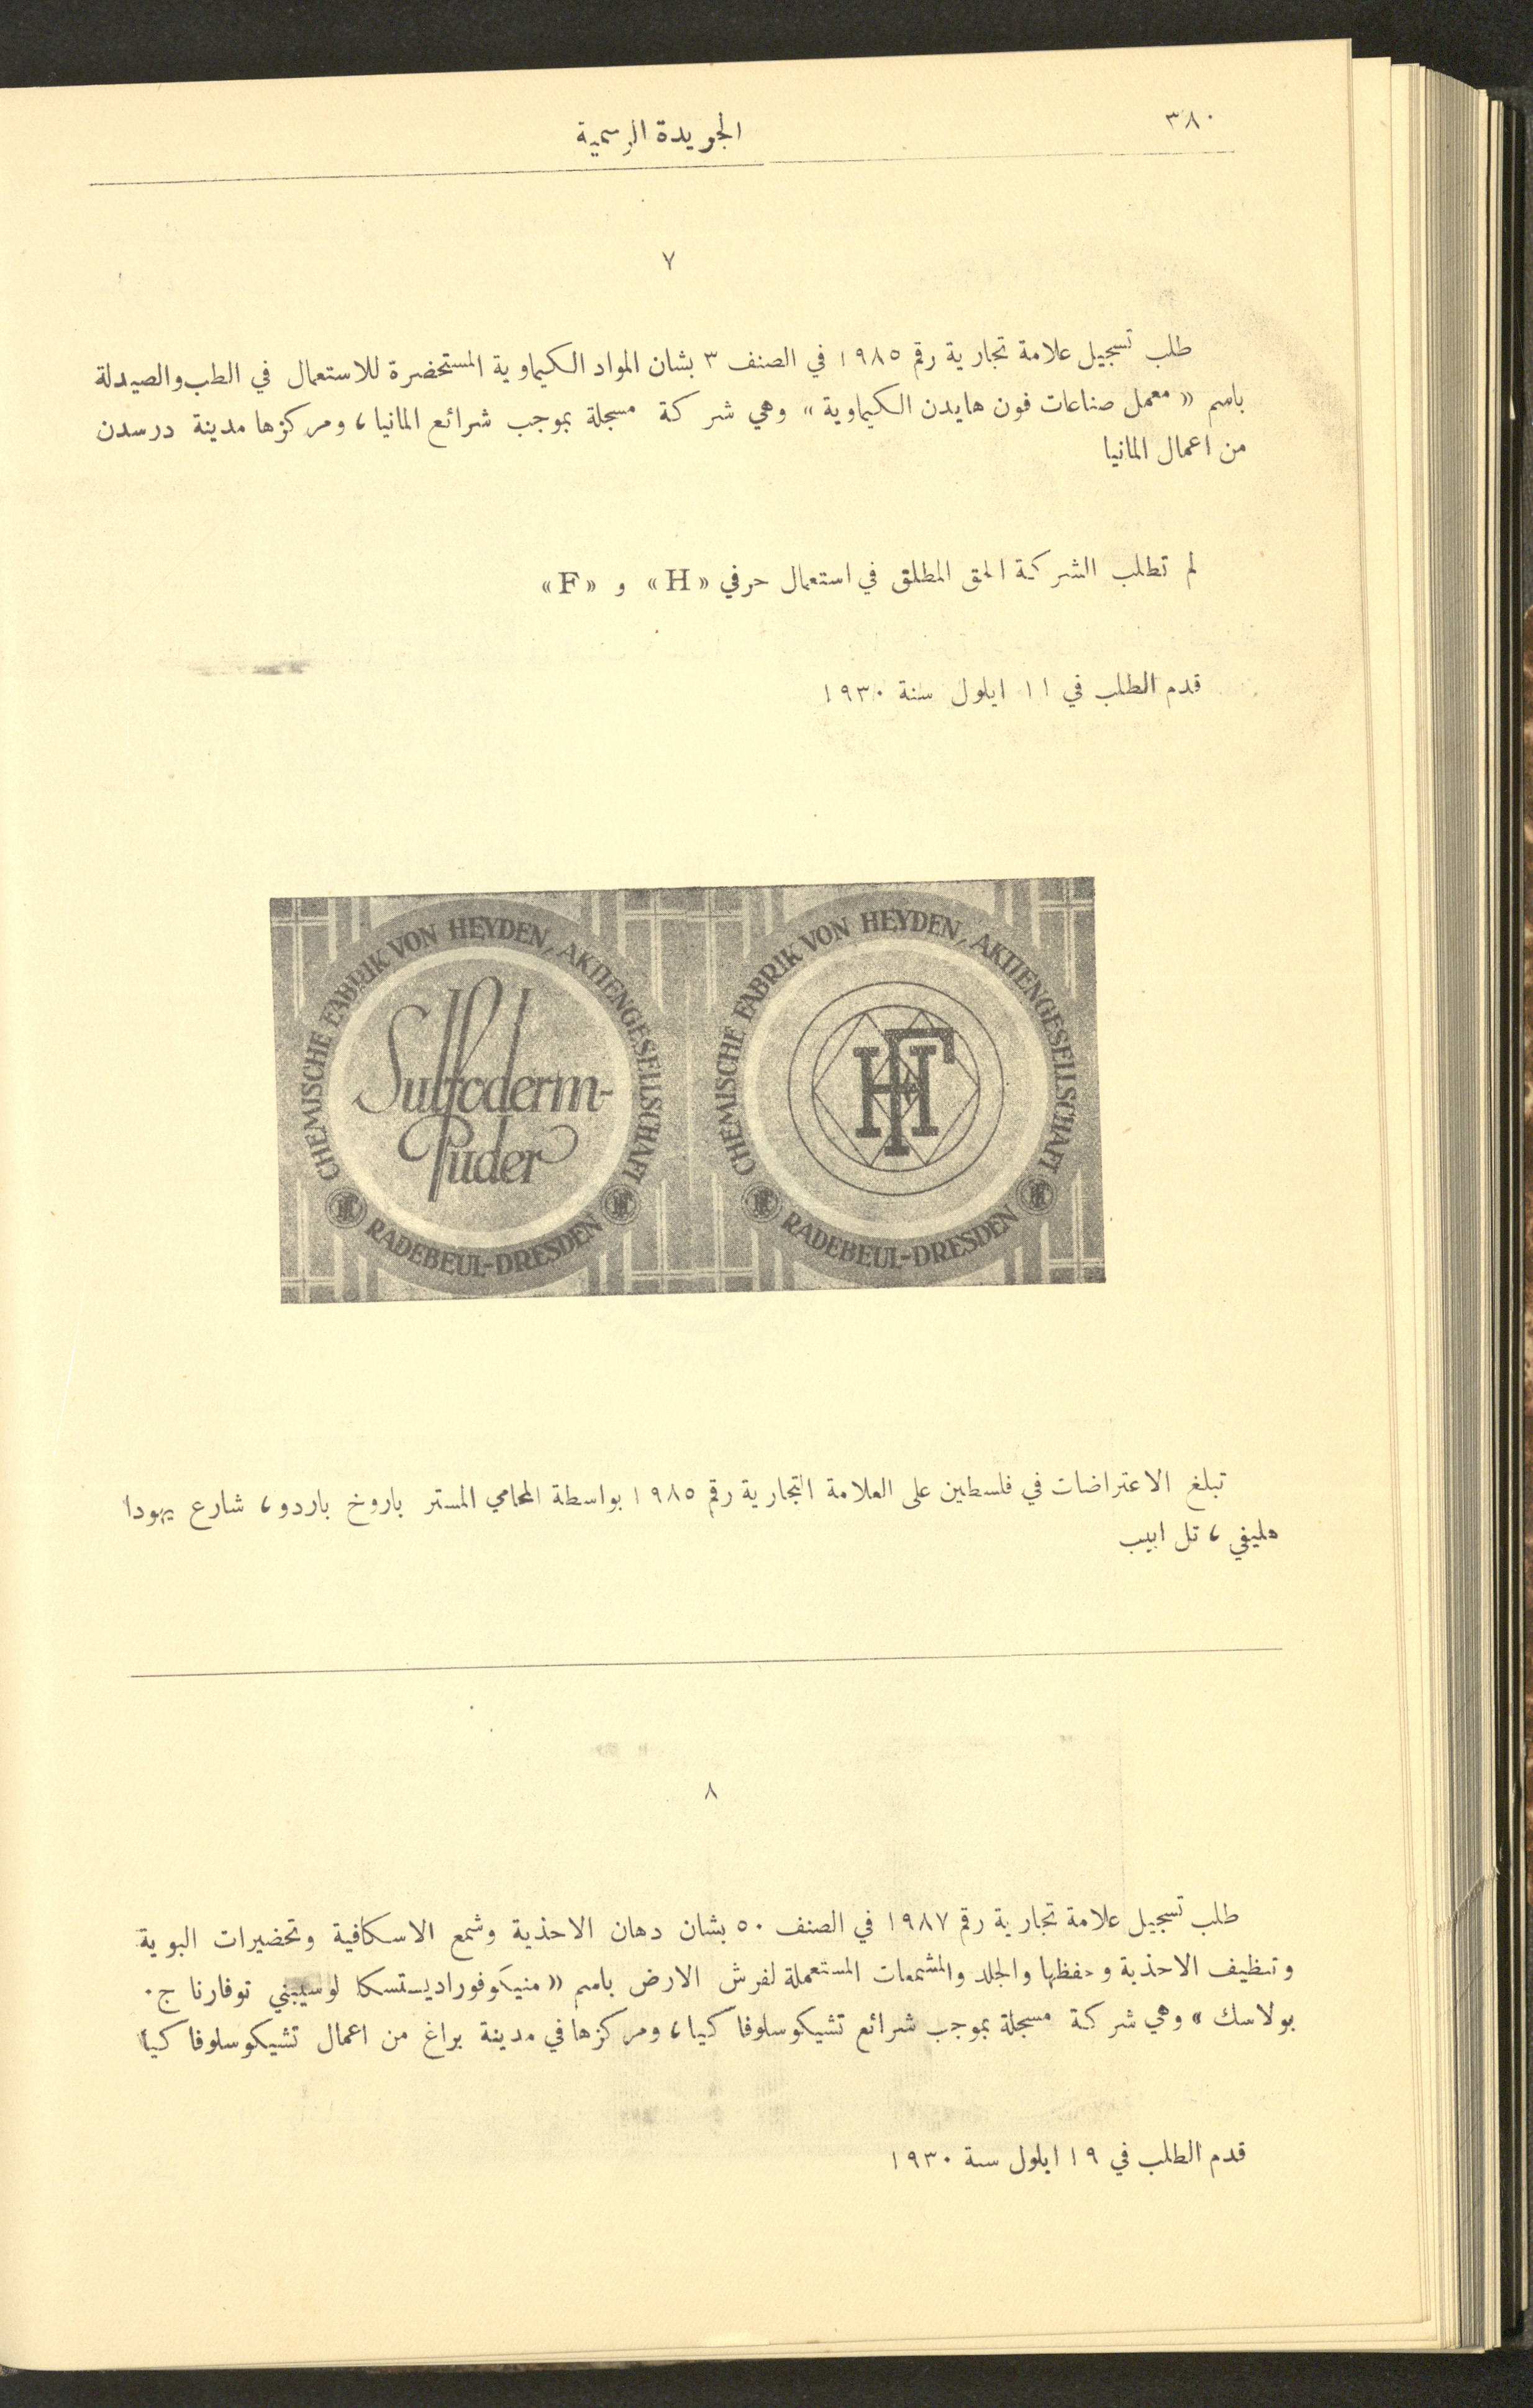 ٣٨٠
الجريدة الرسمية
٧
طلب تسجيل علامة تجارية رقم ١٩٨٥ في الصنف ٣ بشان المواد الكيماوية المستحضرة للاستعمال في الطب والصيدلة
باسم «معمل صناعات فون هايدن الكيماوية» وهي شركة مسجلة بموجب شرائع المانيا، ومركزها مدينة درسدن
من اعمال المانيا
لم تطلب الشركة الحق المطلق في استعمال حرفي «H» و «F»
قدم الطلب في ١١ ايلول سنة ١٩٣٠
CHEMISCHE FABRIK VON HEYDEN, AKTIENGESELLSCHAFT
Sulfoderm-
Puder
RADEBEUL-DRESDEN
CHEMISCHE FABRIK VON HEYDEN, AKTIENGESELLSCHAFT
HF
RADEBEUL-DRESDEN
تبلغ الاعتراضات في فلسطين على العلامة التجارية رقم ١٩٨٥ بواسطة المحامي المستر باروخ باردو، شارع يهودا
هليفي، تل ابيب
٨
طلب تسجيل علامة تجارية رقم ١٩٨٧ في الصنف ٥٠ بشان دهان الاحذية وشمع الاسكافية وتحضيرات البوية
وتنظيف الاحذية وحفظها والجلد والمشمعات المستعملة لفرش الارض باسم «منيكوفوراديستسكا لوسيبني توفارنا ج.
بولاسك» وهي شركة مسجلة بموجب شرائع تشيكوسلوفاكيا، ومركزها في مدينة براغ من اعمال تشيكوسلوفاكيا
قدم الطلب في ١٩ ايلول سنة ١٩٣٠